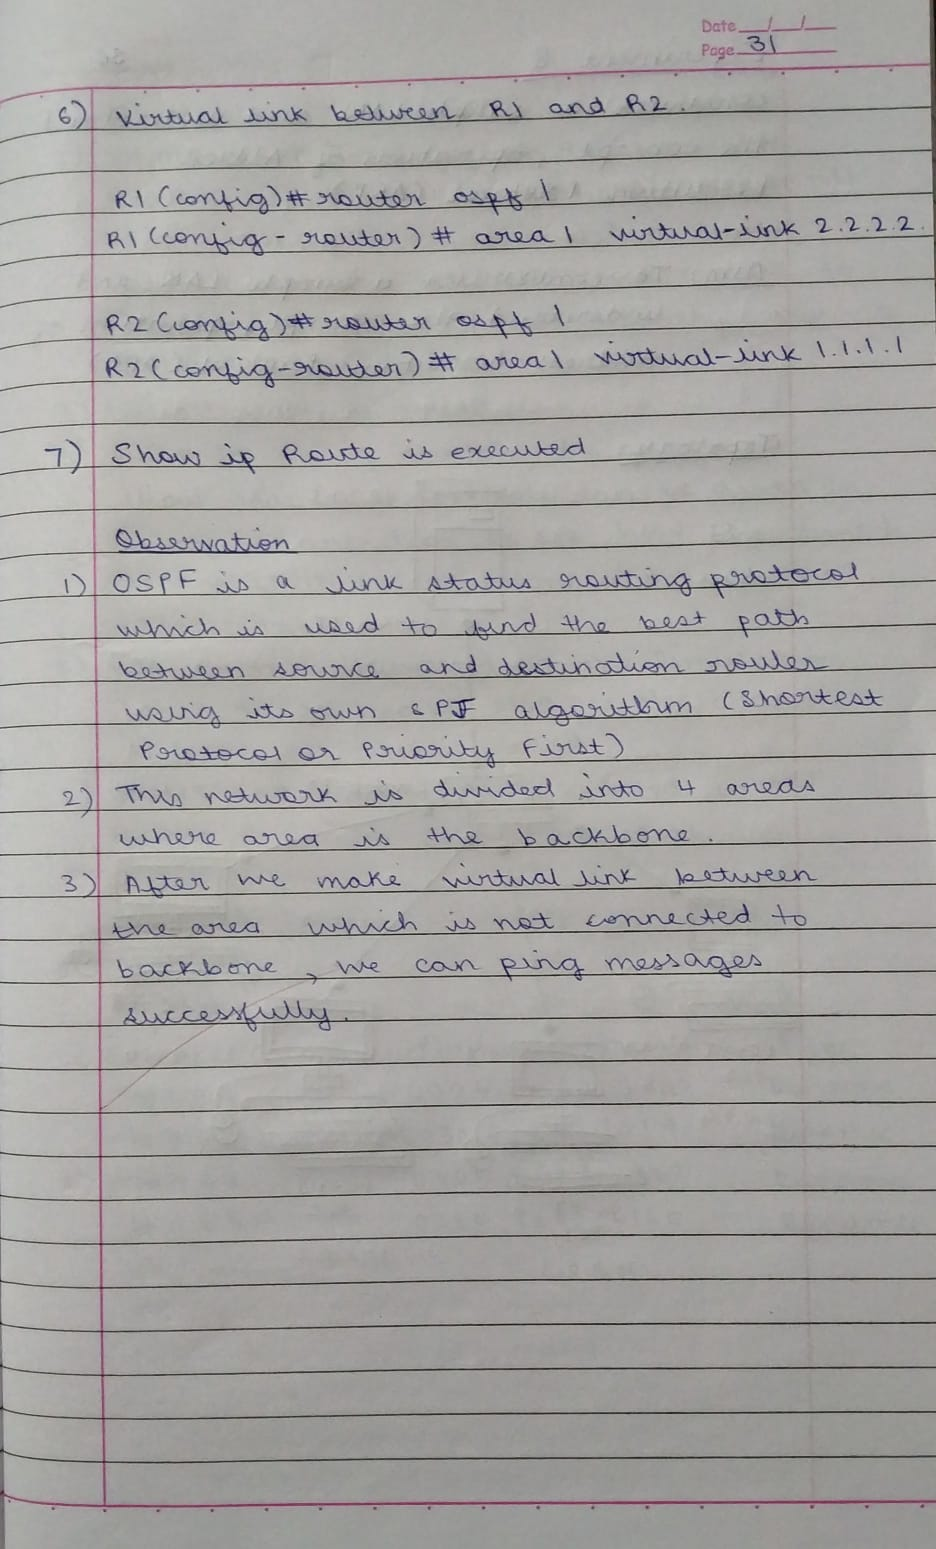 Date __/__/__
Page 31
6) Virtual link between R1 and R2.
R1 (config)# router ospf 1
R1 (config - router) # area 1 virtual-link 2.2.2.2.
R2 (config)# router ospf 1
R2 (config-router) # area 1 virtual-link 1.1.1.1
7) Show ip Route is executed
Observation
1) OSPF is a link status routing protocol
which is used to find the best path
between source and destination router
using its own SPF algorithm (Shortest
Protocol or Priority First)
2) This network is divided into 4 areas
where area is the backbone.
3) After we make virtual link between
the area which is not connected to
backbone, we can ping messages
successfully.